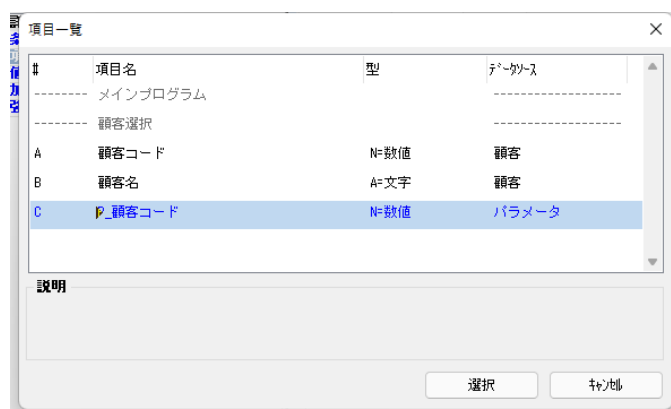 項目一覧
# 項目名 型 ﾃﾞｰﾀｿｰｽ
-------- メインプログラム ------------------
-------- 顧客選択 ------------------
A 顧客コード N=数値 顧客
B 顧客名 A=文字 顧客
C P_顧客コード N=数値 パラメータ
説明
選択 ｷｬﾝｾﾙ